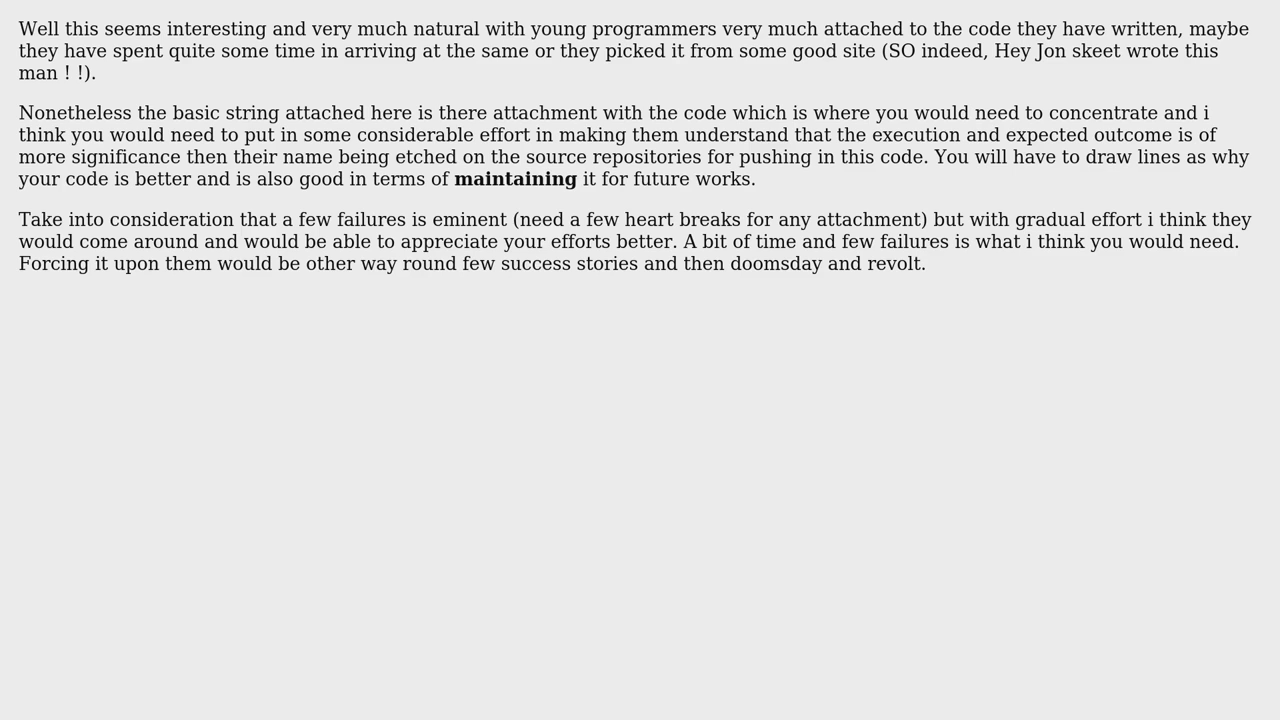 Well this seems interesting and very much natural with young programmers very much attached to the code they have written, maybe
they have spent quite some time in arriving at the same or they picked it from some good site (SO indeed, Hey Jon skeet wrote this
man ! !).
Nonetheless the basic string attached here is there attachment with the code which is where you would need to concentrate and i
think you would need to put in some considerable effort in making them understand that the execution and expected outcome is of
more significance then their name being etched on the source repositories for pushing in this code. You will have to draw lines as why
your code is better and is also good in terms of maintaining it for future works.
Take into consideration that a few failures is eminent (need a few heart breaks for any attachment) but with gradual effort i think they
would come around and would be able to appreciate your efforts better. A bit of time and few failures is what i think you would need.
Forcing it upon them would be other way round few success stories and then doomsday and revolt.